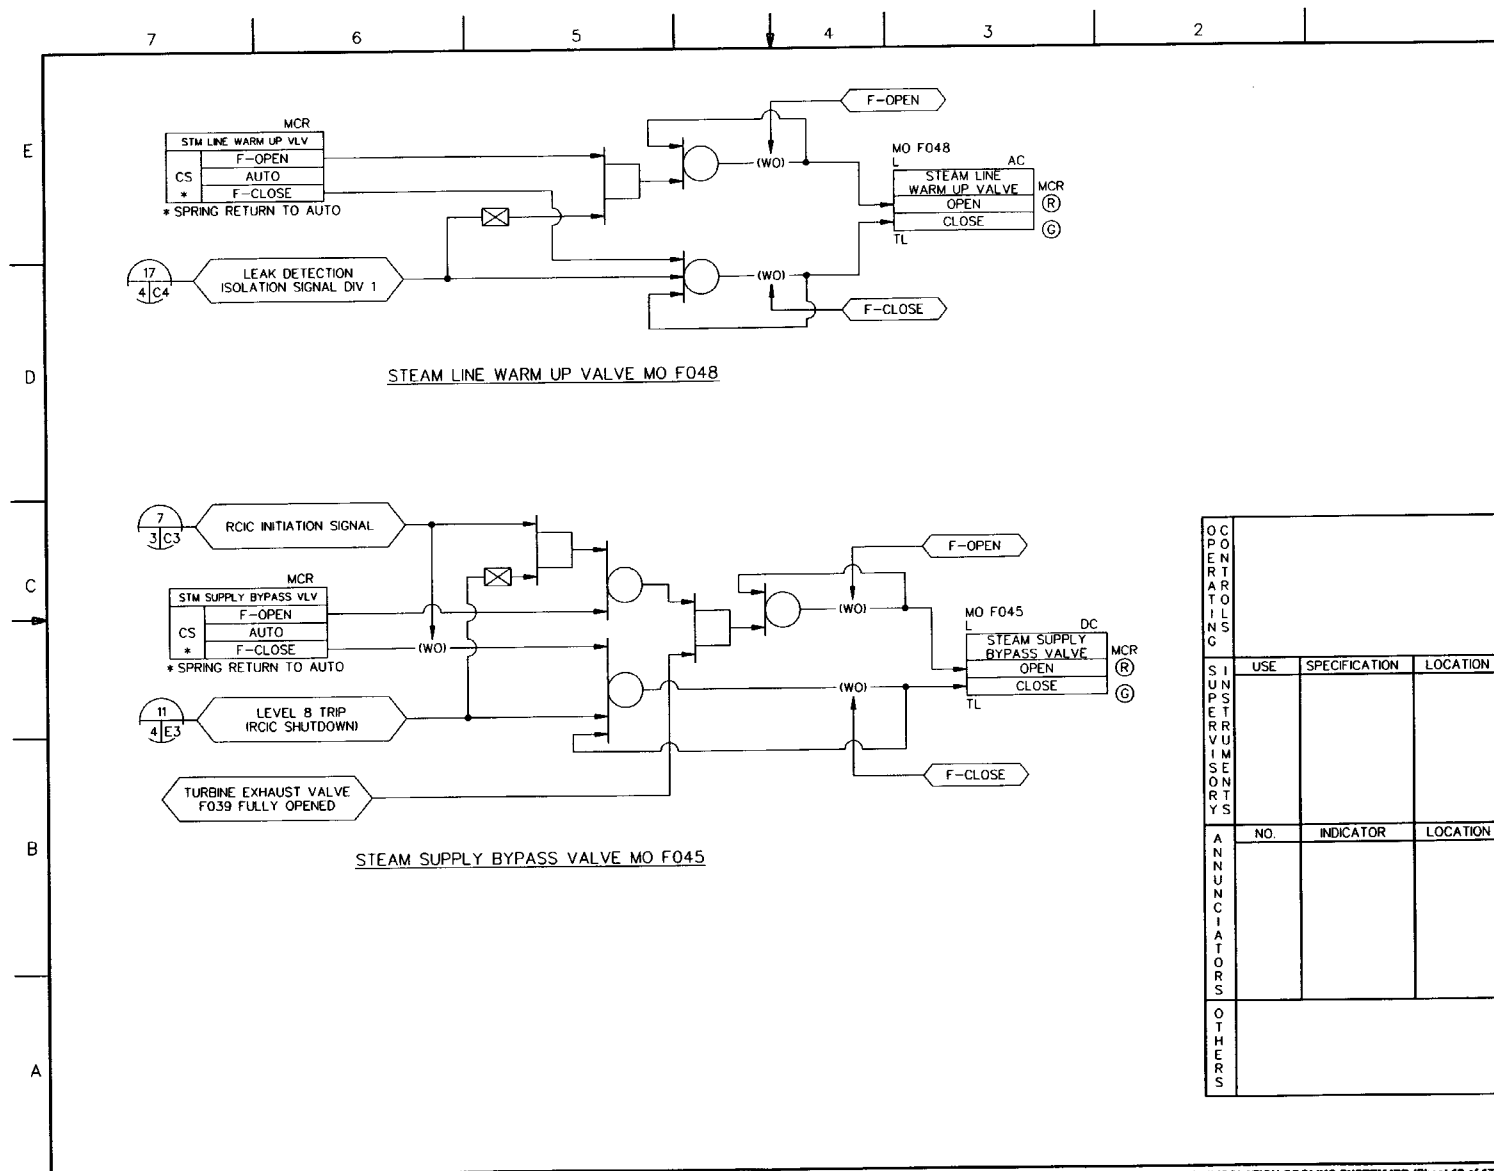 7 6 5 4 3 2
E
D
C
B
A
MCR
STM LINE WARM UP VLV
CS *
F-OPEN
AUTO
F-CLOSE
* SPRING RETURN TO AUTO
17
4 C4
LEAK DETECTION
ISOLATION SIGNAL DIV 1
F-OPEN
(WO)
(WO)
F-CLOSE
MO F048
L AC
STEAM LINE
WARM UP VALVE
MCR
OPEN
R
CLOSE
G
TL
STEAM LINE WARM UP VALVE MO F048
7
3 C3
RCIC INITIATION SIGNAL
MCR
STM SUPPLY BYPASS VLV
CS *
F-OPEN
AUTO
F-CLOSE
(WO)
* SPRING RETURN TO AUTO
11
4 E3
LEVEL 8 TRIP
(RCIC SHUTDOWN)
TURBINE EXHAUST VALVE
F039 FULLY OPENED
F-OPEN
(WO)
(WO)
F-CLOSE
MO F045
L DC
STEAM SUPPLY
BYPASS VALVE
MCR
OPEN
R
CLOSE
G
TL
STEAM SUPPLY BYPASS VALVE MO F045
OPERATING
CONTROLS
SUPERVISORY
INSTRUMENTS
USE SPECIFICATION LOCATION
ANNUNCIATORS
NO. INDICATOR LOCATION
OTHERS